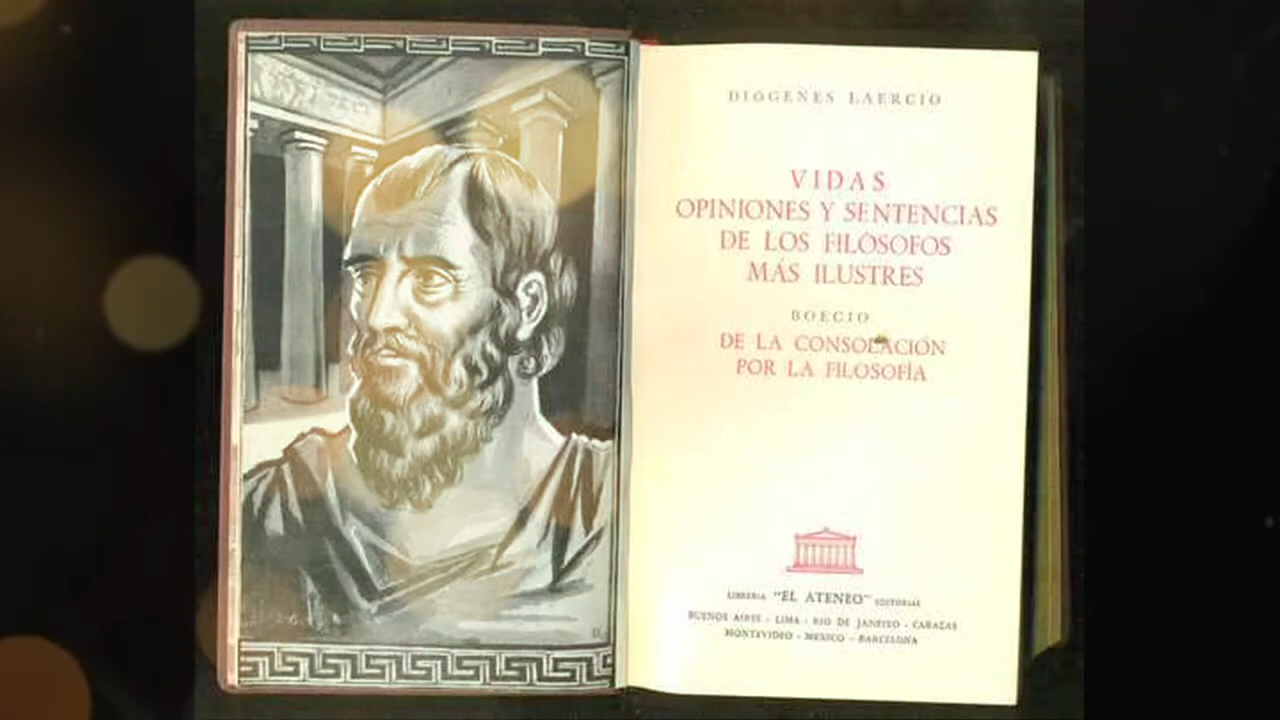 DIOGENES LAERCIO
VIDAS
OPINIONES Y SENTENCIAS
DE LOS FILÓSOFOS
MÁS ILUSTRES
BOECIO
DE LA CONSOLACIÓN
POR LA FILOSOFÍA
LIBRERIA "EL ATENEO" EDITORIAL
BUENOS AIRES - LIMA - RIO DE JANEIRO - CARACAS
MONTEVIDEO - MEXICO - BARCELONA